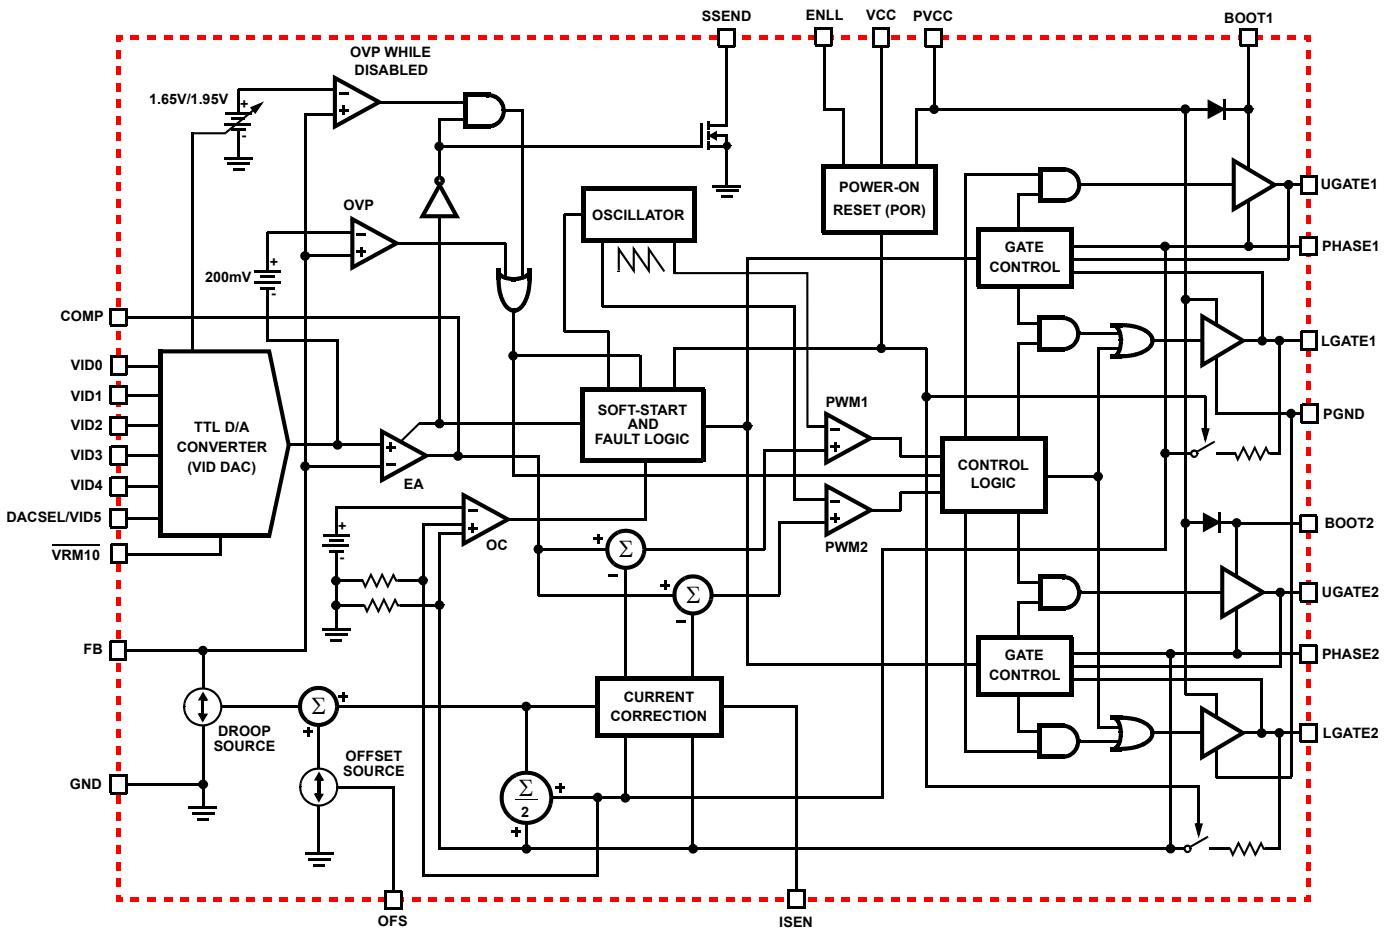 SSEND
ENLL
VCC
PVCC
BOOT1
OVP WHILE
DISABLED
1.65V/1.95V
+
-
−
+
OVP
200mV
+
-
−
+
OSCILLATOR
POWER-ON
RESET (POR)
UGATE1
GATE
CONTROL
PHASE1
COMP
LGATE1
VID0
VID1
VID2
VID3
VID4
DACSEL/VID5
VRM10
TTL D/A
CONVERTER
(VID DAC)
+
−
EA
SOFT-START
AND
FAULT LOGIC
PWM1
−
+
PGND
CONTROL
LOGIC
−
+
PWM2
−
+
OC
+
-
+
Σ
−
+
Σ
−
BOOT2
UGATE2
FB
GATE
CONTROL
PHASE2
DROOP
SOURCE
Σ
+
+
CURRENT
CORRECTION
LGATE2
OFFSET
SOURCE
GND
Σ
2
+
+
OFS
ISEN